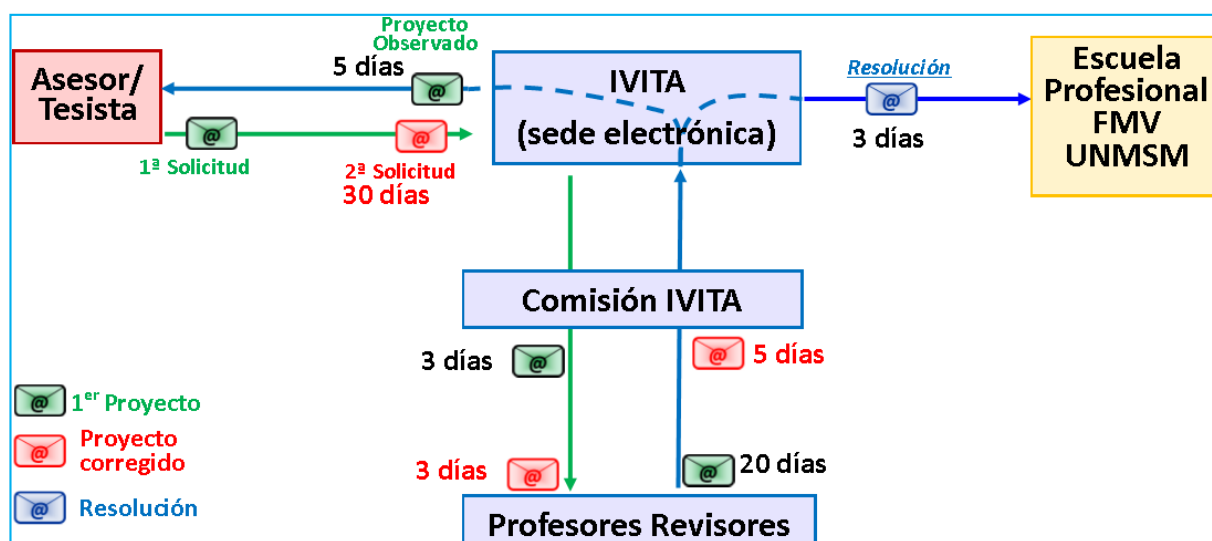 Proyecto
Observado
5 días
@
Asesor/
Tesista
@
1ª Solicitud
@
2ª Solicitud
30 días
IVITA
(sede electrónica)
Resolución
@
3 días
Escuela
Profesional
FMV
UNMSM
Comisión IVITA
3 días
@
@
5 días
3 días
@
@
20 días
Profesores Revisores
@
1er Proyecto
@
Proyecto
corregido
@
Resolución